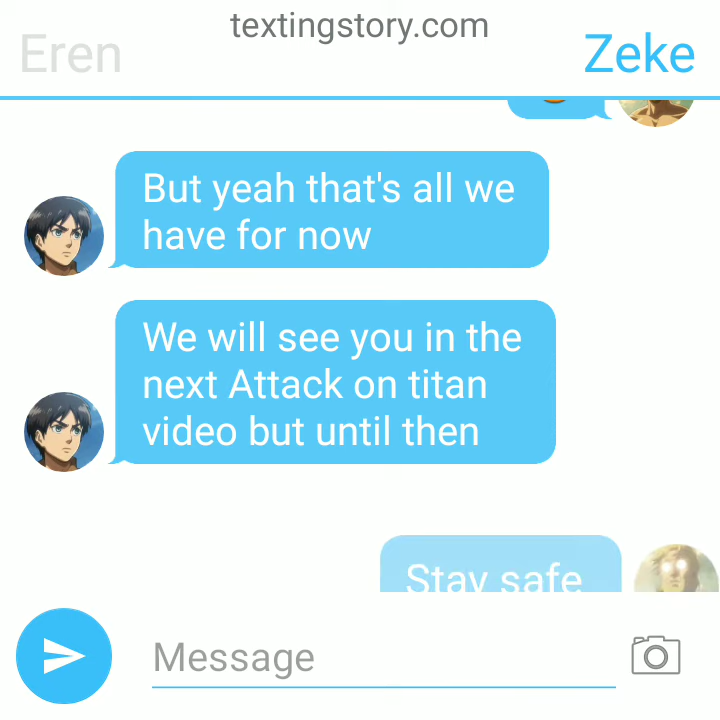 textingstory.com
Eren
Zeke
But yeah that's all we
have for now
We will see you in the
next Attack on titan
video but until then
Stay safe
Message